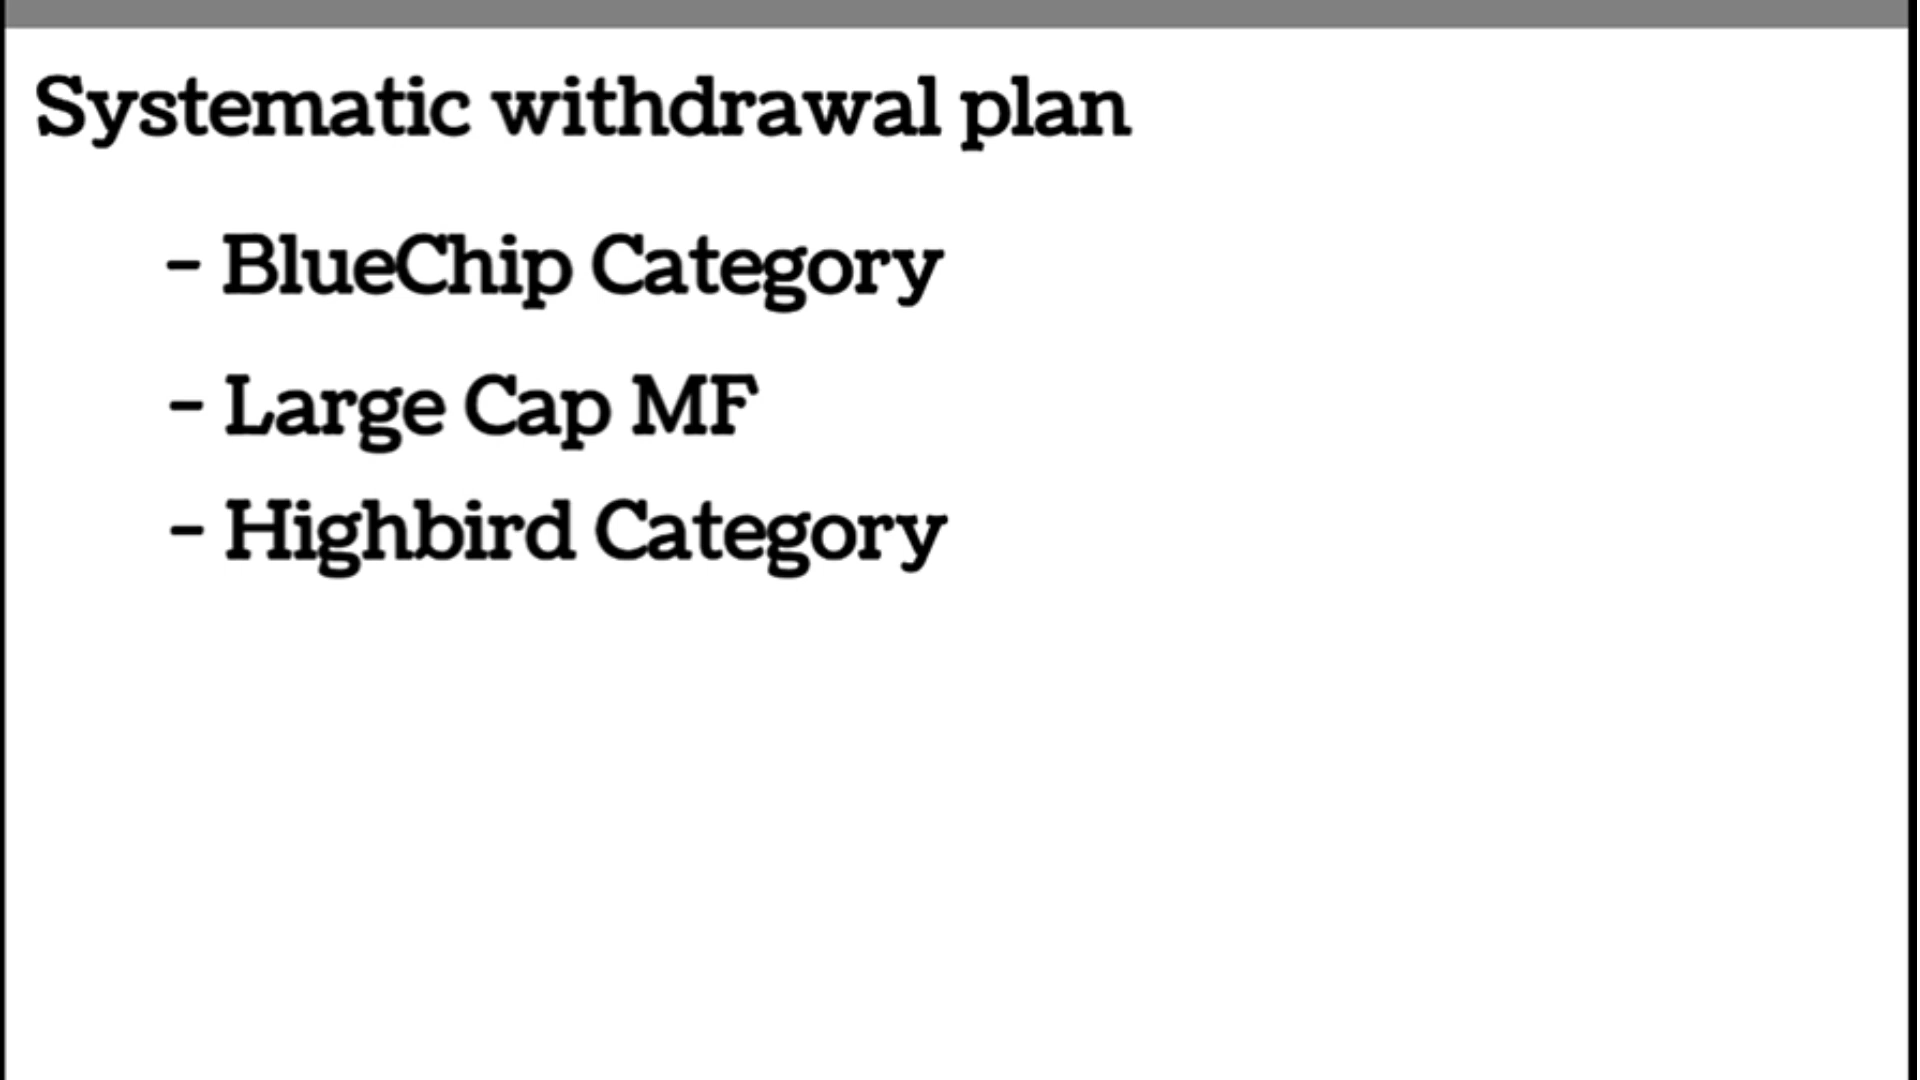 Systematic withdrawal plan
- BlueChip Category
- Large Cap MF
- Highbird Category